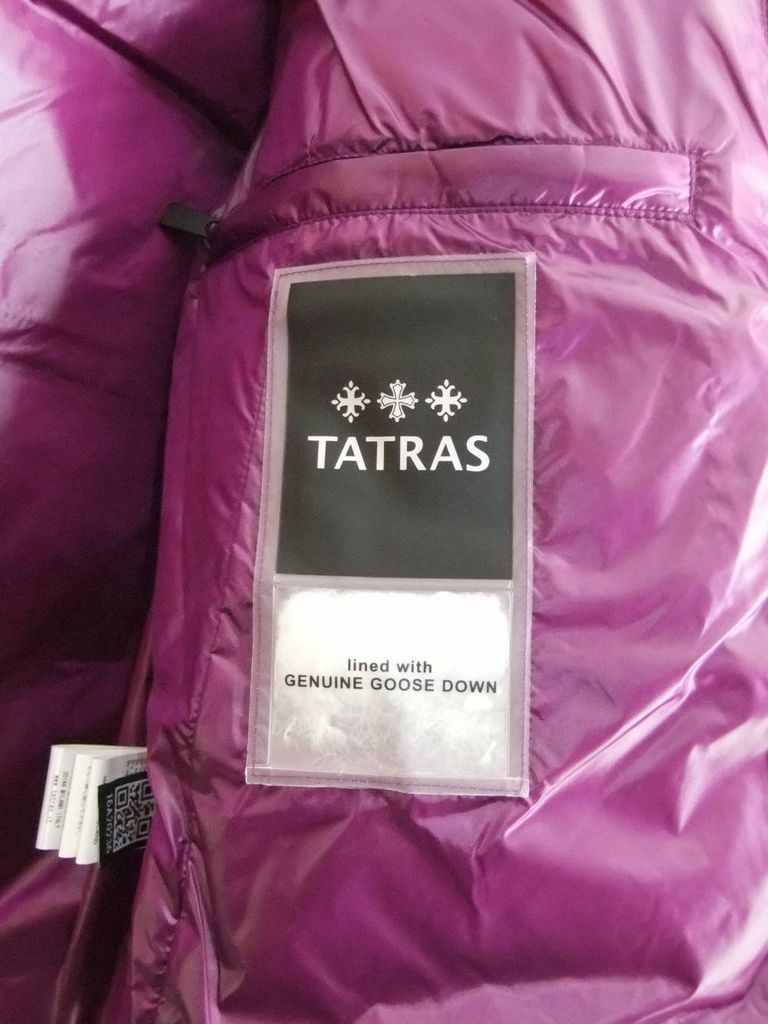 TATRAS
lined with
GENUINE GOOSE DOWN